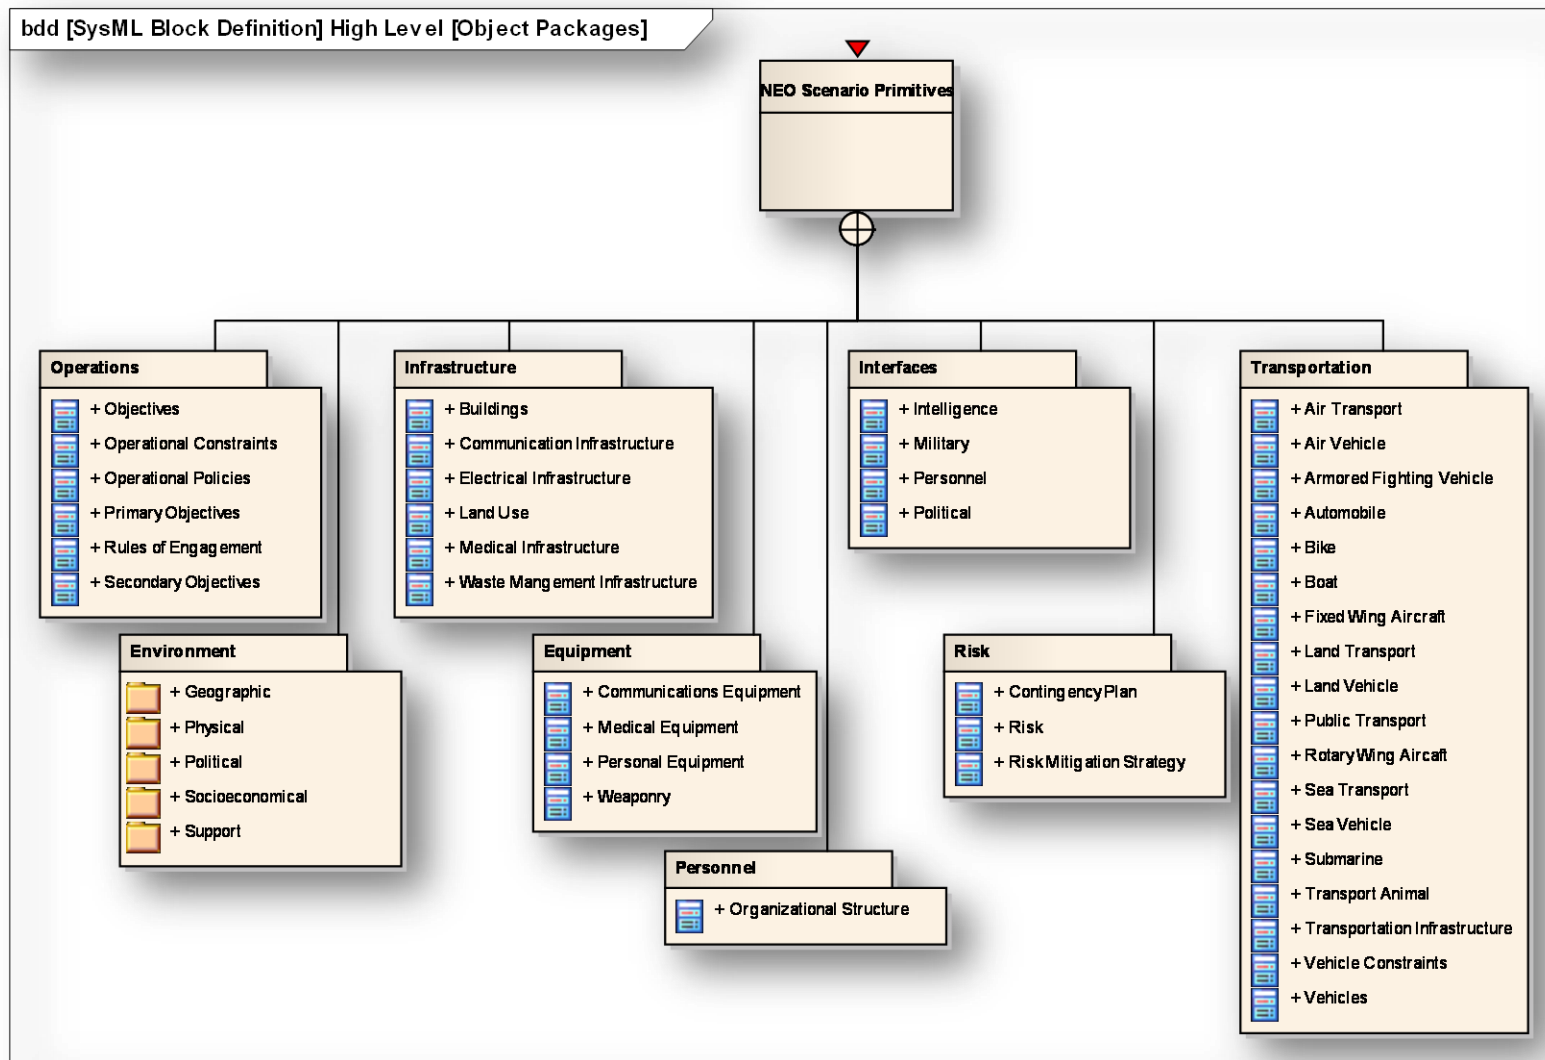 bdd [SysML Block Definition] High Level [Object Packages]
NEO Scenario Primitives
Operations
+ Objectives
+ Operational Constraints
+ Operational Policies
+ Primary Objectives
+ Rules of Engagement
+ Secondary Objectives
Infrastructure
+ Buildings
+ Communication Infrastructure
+ Electrical Infrastructure
+ Land Use
+ Medical Infrastructure
+ Waste Mangement Infrastructure
Interfaces
+ Intelligence
+ Military
+ Personnel
+ Political
Transportation
+ Air Transport
+ Air Vehicle
+ Armored Fighting Vehicle
+ Automobile
+ Bike
+ Boat
+ Fixed Wing Aircraft
+ Land Transport
+ Land Vehicle
+ Public Transport
+ Rotary Wing Aircaft
+ Sea Transport
+ Sea Vehicle
+ Submarine
+ Transport Animal
+ Transportation Infrastructure
+ Vehicle Constraints
+ Vehicles
Environment
+ Geographic
+ Physical
+ Political
+ Socioeconomical
+ Support
Equipment
+ Communications Equipment
+ Medical Equipment
+ Personal Equipment
+ Weaponry
Risk
+ Contingency Plan
+ Risk
+ Risk Mitigation Strategy
Personnel
+ Organizational Structure